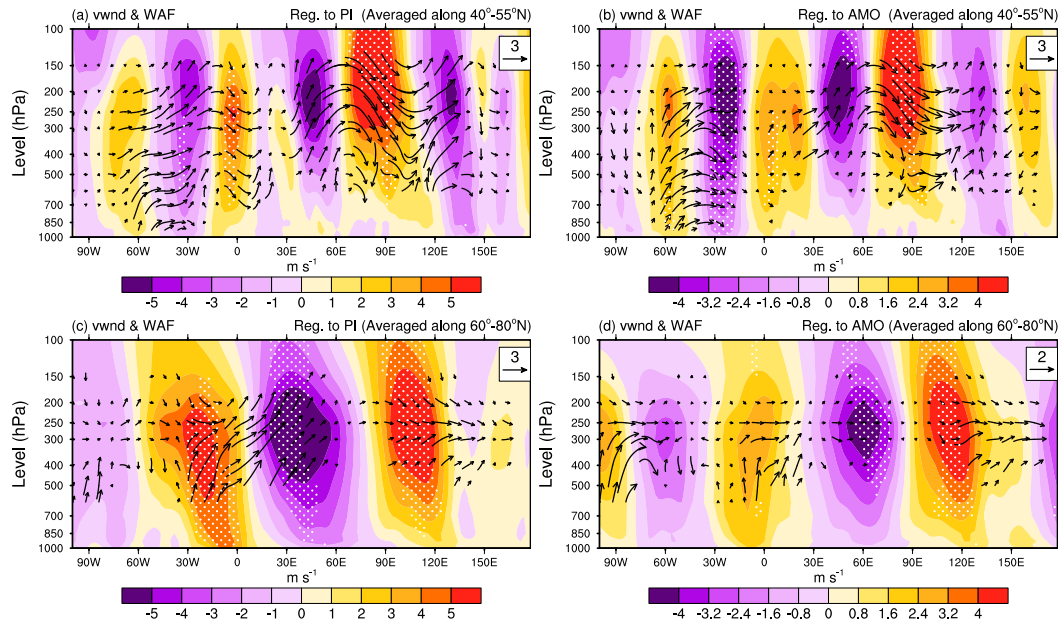 (a) vwnd & WAF Reg. to PI (Averaged along 40°-55°N)
3
Level (hPa)
100
150
200
250
300
400
500
700
850
1000
90W 60W 30W 0 30E 60E 90E 120E 150E
m s⁻¹
-5 -4 -3 -2 -1 0 1 2 3 4 5
(b) vwnd & WAF Reg. to AMO (Averaged along 40°-55°N)
3
Level (hPa)
100
150
200
250
300
400
500
700
850
1000
90W 60W 30W 0 30E 60E 90E 120E 150E
m s⁻¹
-4 -3.2 -2.4 -1.6 -0.8 0 0.8 1.6 2.4 3.2 4
(c) vwnd & WAF Reg. to PI (Averaged along 60°-80°N)
3
Level (hPa)
100
150
200
250
300
400
500
700
850
1000
90W 60W 30W 0 30E 60E 90E 120E 150E
m s⁻¹
-5 -4 -3 -2 -1 0 1 2 3 4 5
(d) vwnd & WAF Reg. to AMO (Averaged along 60°-80°N)
2
Level (hPa)
100
150
200
250
300
400
500
700
850
1000
90W 60W 30W 0 30E 60E 90E 120E 150E
m s⁻¹
-4 -3.2 -2.4 -1.6 -0.8 0 0.8 1.6 2.4 3.2 4